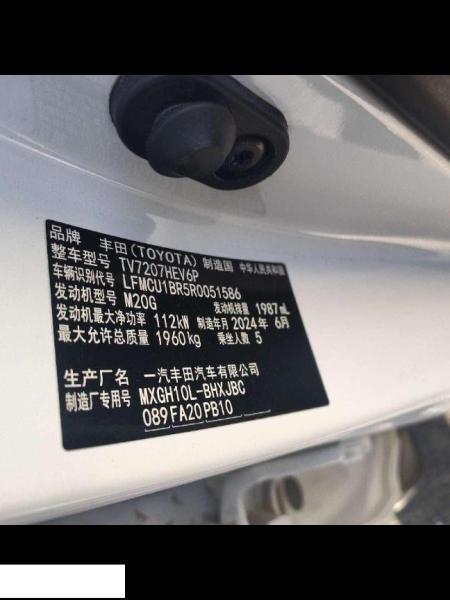 品牌 丰田(TOYOTA) 制造国 中华人民共和国
整车型号 TV7207HEV6P
车辆识别代号 LFMCU1BR5R0051586
发动机型号 M20G 发动机排量 1987mL
发动机最大净功率 112kW 制造年月 2024年 6月
最大允许总质量 1960kg 乘坐人数 5
生产厂名 一汽丰田汽车有限公司
制造厂专用号 MXGH10L-BHXJBC
089FA20PB10